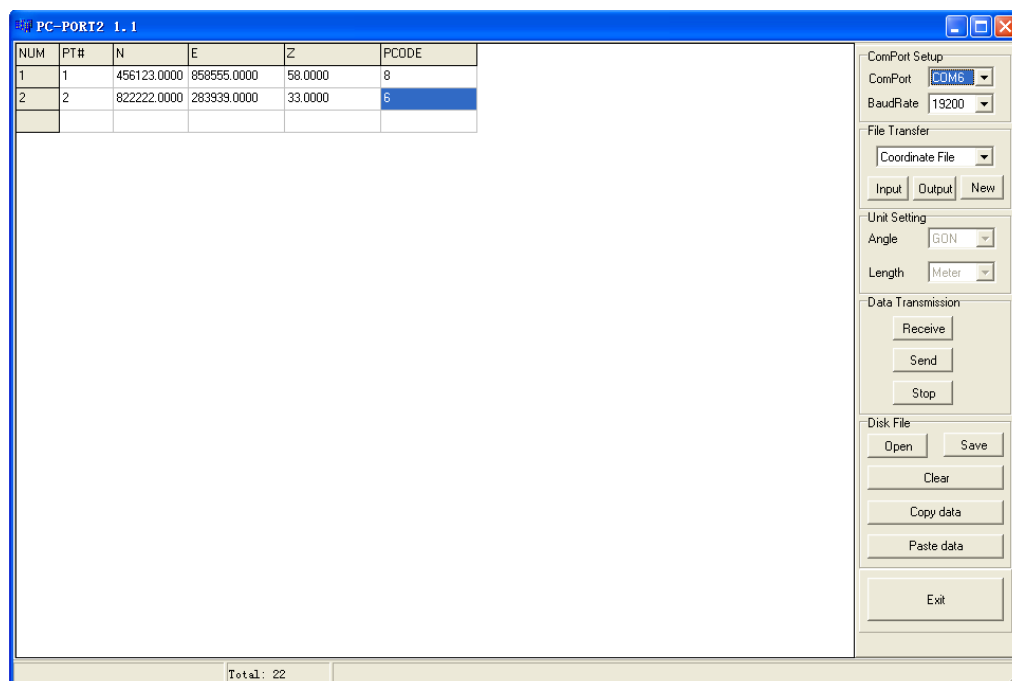 PC-PORT2 1.1
NUM PT# N E Z PCODE
1 1 456123.0000 858555.0000 58.0000 8
2 2 822222.0000 283939.0000 33.0000 6
ComPort Setup
ComPort COM6
BaudRate 19200
File Transfer
Coordinate File
Input Output New
Unit Setting
Angle GON
Length Meter
Data Transmission
Receive
Send
Stop
Disk File
Open Save
Clear
Copy data
Paste data
Exit
Total: 22